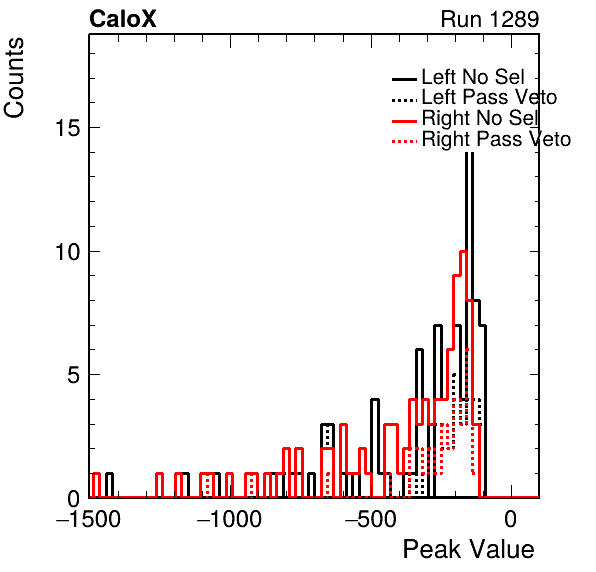 CaloX Run 1289
Counts
Left No Sel
Left Pass Veto
Right No Sel
Right Pass Veto
15
10
5
0
−1500 −1000 −500 0
Peak Value